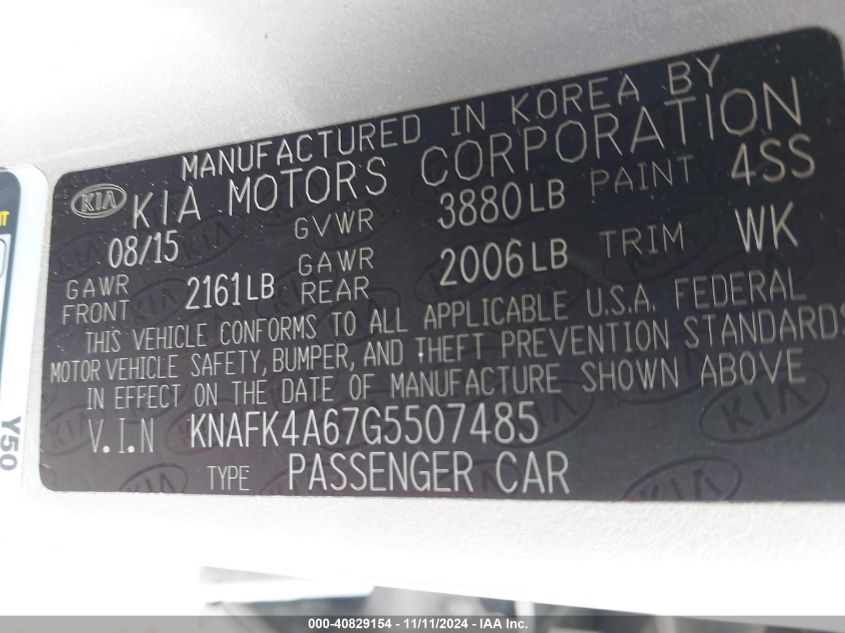 MANUFACTURED IN KOREA BY
KIA KIA MOTORS CORPORATION
08/15 GVWR 3880LB PAINT 4SS
GAWR FRONT 2161LB GAWR REAR 2006LB TRIM WK
THIS VEHICLE CONFORMS TO ALL APPLICABLE U.S.A. FEDERAL
MOTOR VEHICLE SAFETY, BUMPER, AND THEFT PREVENTION STANDARDS
IN EFFECT ON THE DATE OF MANUFACTURE SHOWN ABOVE
V.I.N KNAFK4A67G5507485
TYPE PASSENGER CAR
Y50
000-40829154 - 11/11/2024 - IAA Inc.